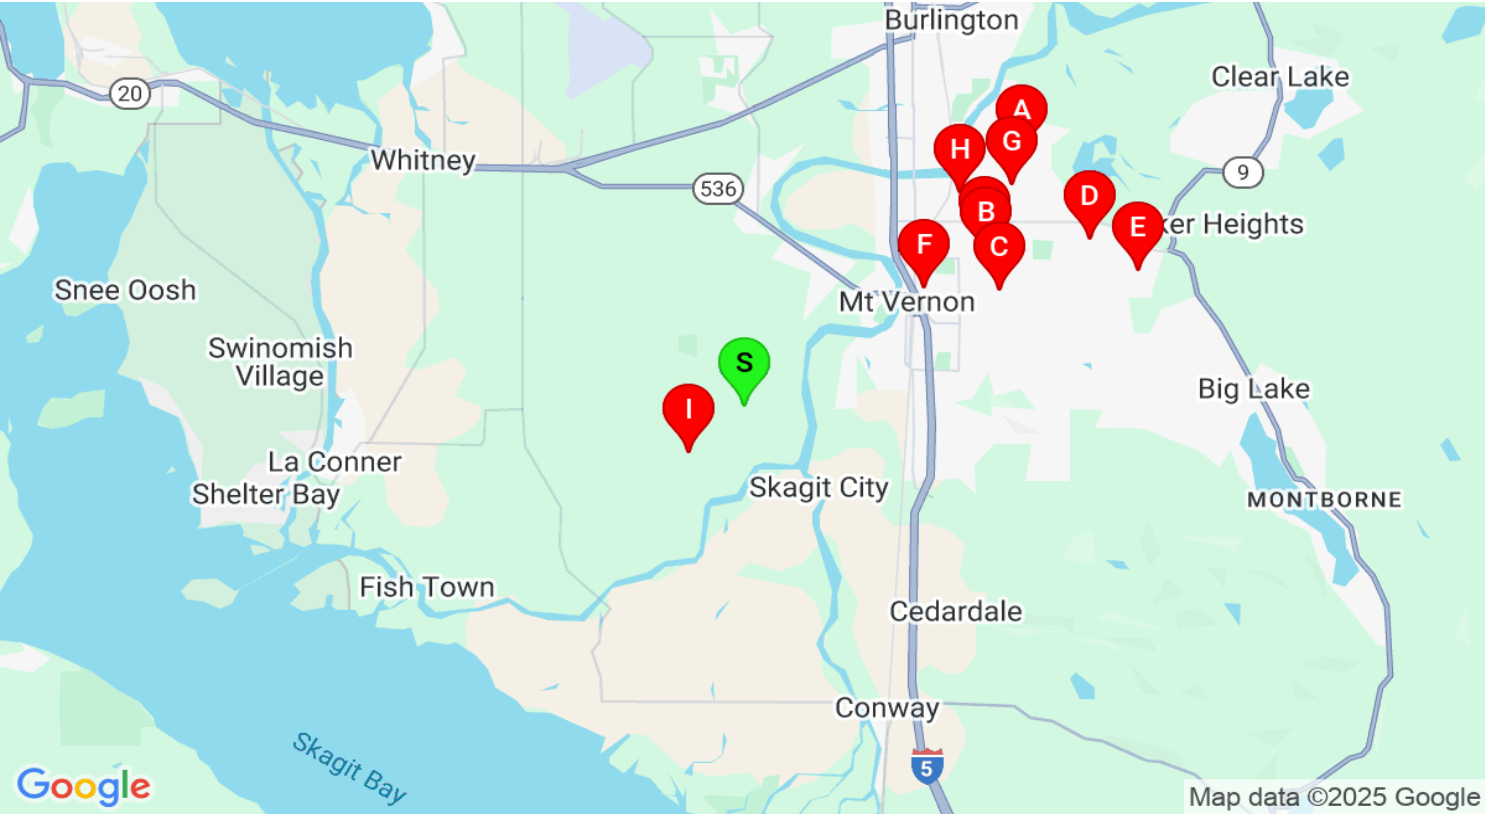 Burlington
Clear Lake
20
A
G
H
Whitney
9
536
D
B
E
ker Heights
F
C
Snee Oosh
Mt Vernon
Swinomish
Village
S
Big Lake
I
La Conner
Skagit City
Shelter Bay
MONTBORNE
Fish Town
Cedardale
Conway
Skagit Bay
5
Google
Map data ©2025 Google